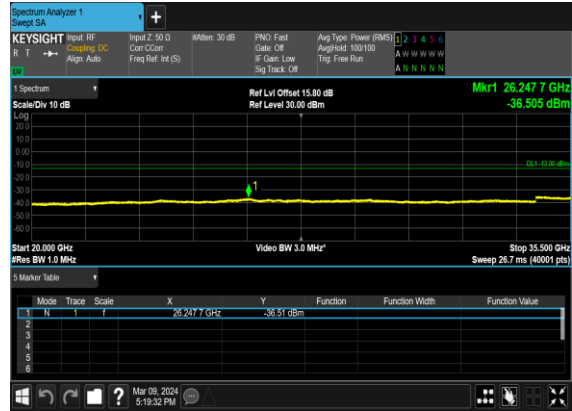 Spectrum Analyzer 1
Swept SA
+
KEYSIGHT Input: RF Input Z: 50 Ω #Atten: 30 dB PNO: Fast Avg Type: Power (RMS) 1 2 3 4 5 6
R T Coupling: DC Corr CCorr Gate: Off Avg|Hold: 100/100 A W W W W W
Align: Auto Freq Ref: Int (S) IF Gain: Low Trig: Free Run
Sig Track: Off A N N N N N
1 Spectrum Ref Lvl Offset 15.80 dB Mkr1 26.247 7 GHz
Scale/Div 10 dB Ref Level 30.00 dBm -36.505 dBm
Log
20.0
10.0
0.00
-10.0
DL1 -13.00 dBm
-20.0
1
-30.0
-40.0
-50.0
-60.0
Start 20.000 GHz Video BW 3.0 MHz* Stop 35.500 GHz
#Res BW 1.0 MHz Sweep 26.7 ms (40001 pts)
5 Marker Table
Mode Trace Scale X Y Function Function Width Function Value
1 N 1 f 26.247 7 GHz -36.51 dBm
2
3
4
5
6
? Mar 09, 2024
5:19:32 PM